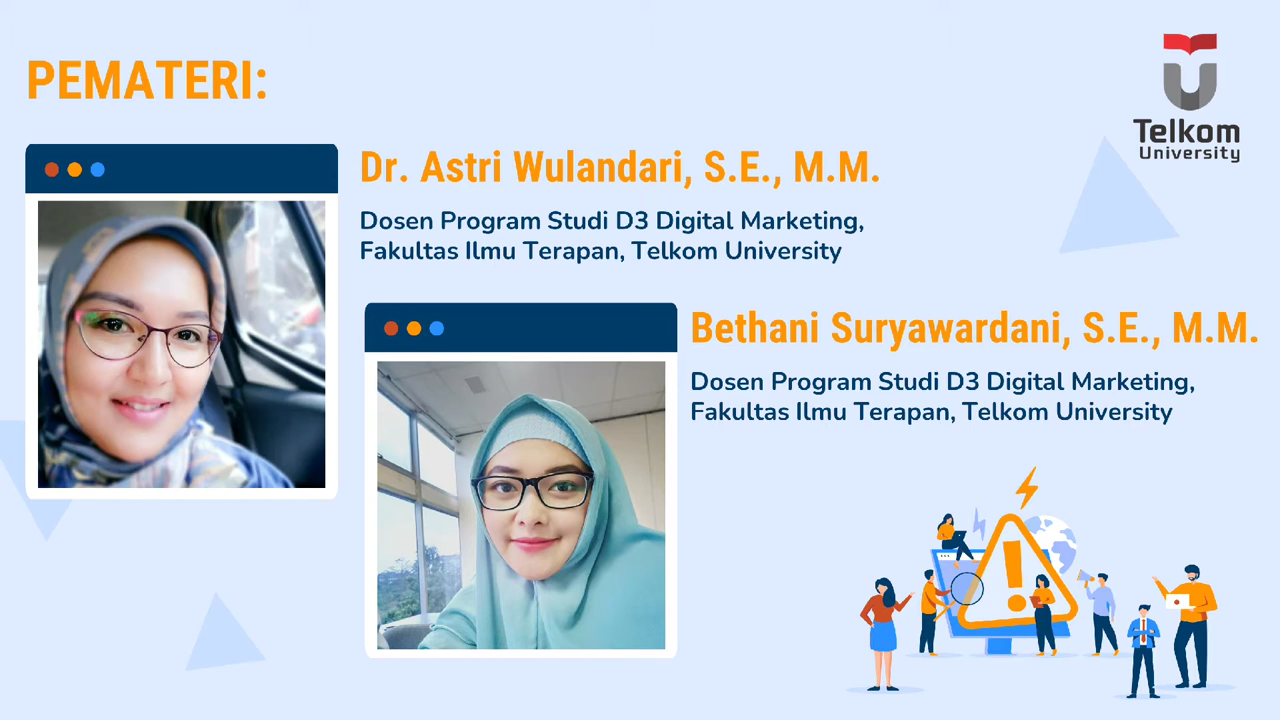 PEMATERI:
Telkom
University
Dr. Astri Wulandari, S.E., M.M.
Dosen Program Studi D3 Digital Marketing,
Fakultas Ilmu Terapan, Telkom University
Bethani Suryawardani, S.E., M.M.
Dosen Program Studi D3 Digital Marketing,
Fakultas Ilmu Terapan, Telkom University